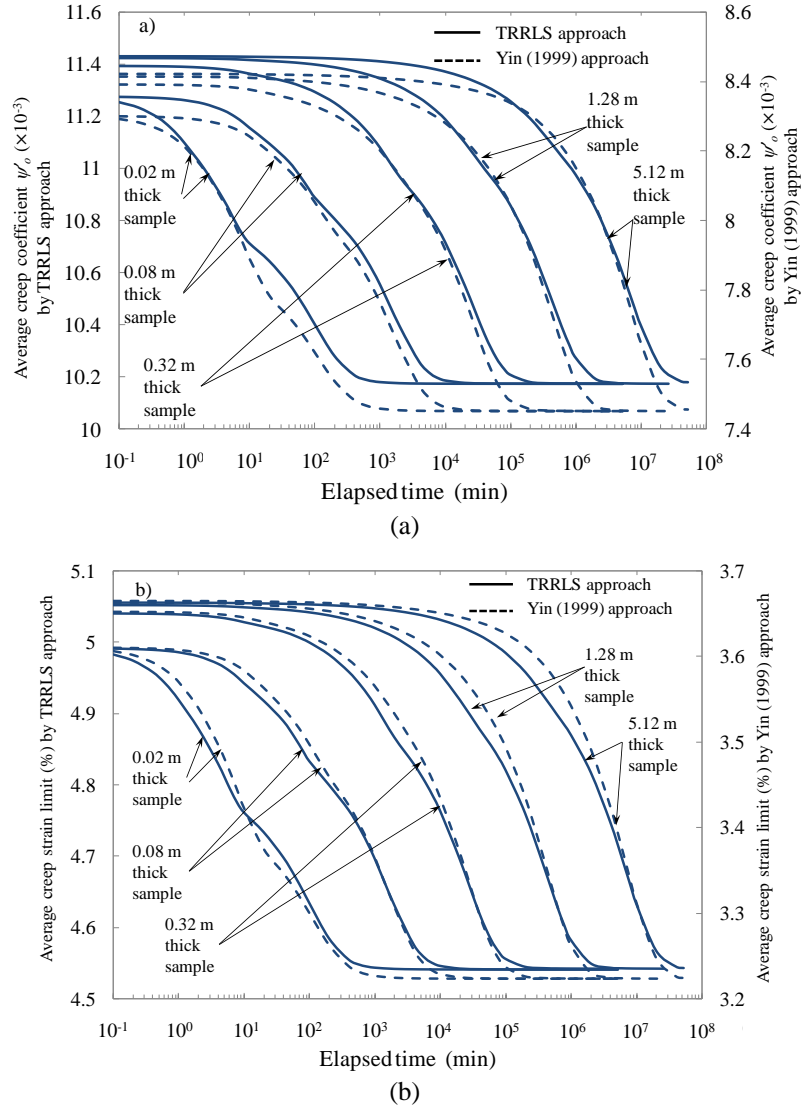 a)
TRRLS approach
Yin (1999) approach
11.6
11.4
11.2
11
10.8
10.6
10.4
10.2
10
8.6
8.4
8.2
8
7.8
7.6
7.4
Average creep coefficient ψ′o (×10-3)
by TRRLS approach
Average creep coefficient ψ′o (×10-3)
by Yin (1999) approach
0.02 m
thick
sample
0.08 m
thick
sample
0.32 m
thick
sample
1.28 m
thick
sample
5.12 m
thick
sample
10-1 100 101 102 103 104 105 106 107 108
Elapsed time (min)
(a)
b)
TRRLS approach
Yin (1999) approach
5.1
5
4.9
4.8
4.7
4.6
4.5
3.7
3.6
3.5
3.4
3.3
3.2
Average creep strain limit (%) by TRRLS approach
Average creep strain limit (%) by Yin (1999) approach
0.02 m
thick
sample
0.08 m
thick
sample
0.32 m
thick
sample
1.28 m
thick
sample
5.12 m
thick
sample
10-1 100 101 102 103 104 105 106 107 108
Elapsed time (min)
(b)